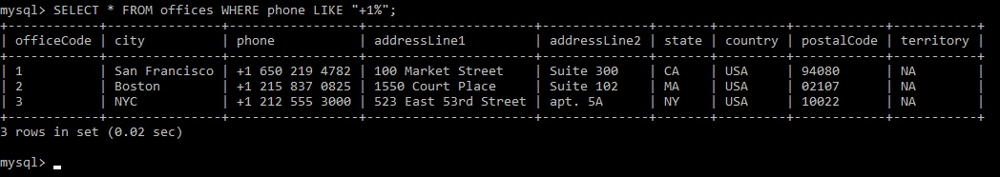 mysql> SELECT * FROM offices WHERE phone LIKE "+1%";
+------------+---------------+-----------------+----------------------+--------------+-------+---------+------------+-----------+
| officeCode | city          | phone           | addressLine1         | addressLine2 | state | country | postalCode | territory |
+------------+---------------+-----------------+----------------------+--------------+-------+---------+------------+-----------+
| 1          | San Francisco | +1 650 219 4782 | 100 Market Street    | Suite 300    | CA    | USA     | 94080      | NA        |
| 2          | Boston        | +1 215 837 0825 | 1550 Court Place     | Suite 102    | MA    | USA     | 02107      | NA        |
| 3          | NYC           | +1 212 555 3000 | 523 East 53rd Street | apt. 5A      | NY    | USA     | 10022      | NA        |
+------------+---------------+-----------------+----------------------+--------------+-------+---------+------------+-----------+
3 rows in set (0.02 sec)
mysql> _